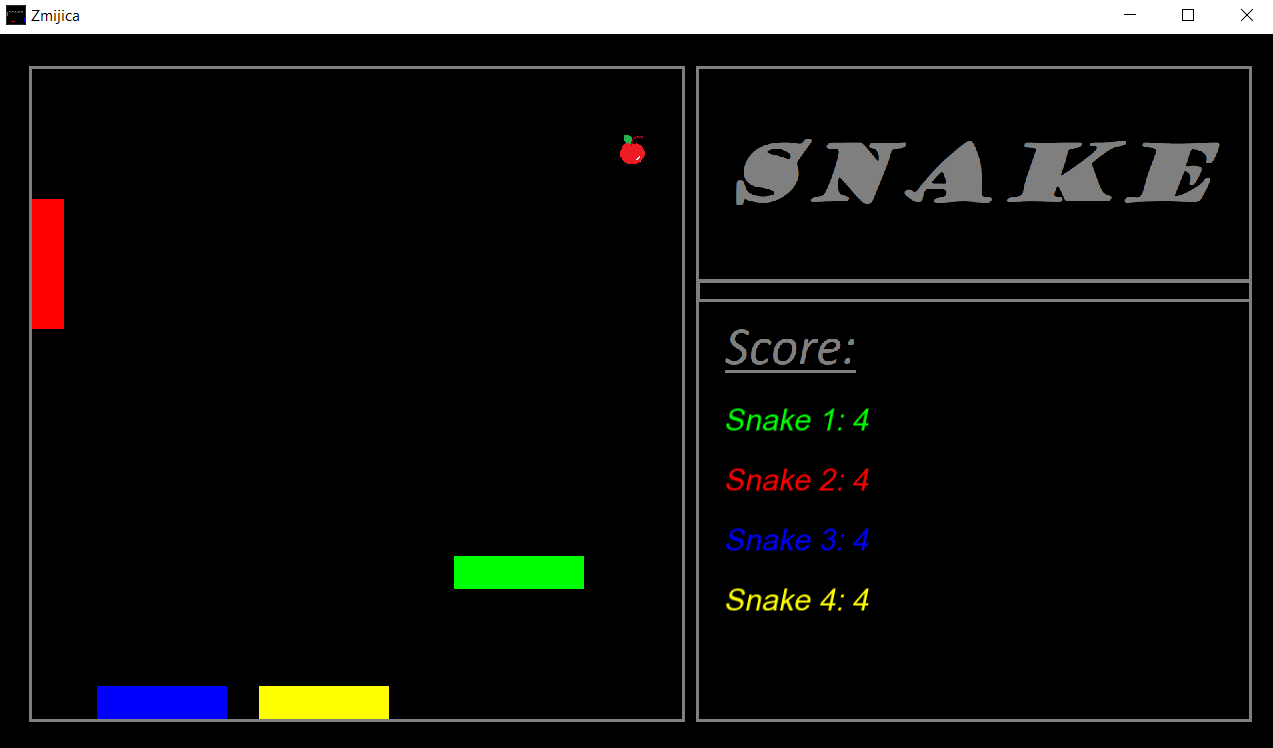 Zmijica
SNAKE
Score:
Snake 1: 4
Snake 2: 4
Snake 3: 4
Snake 4: 4